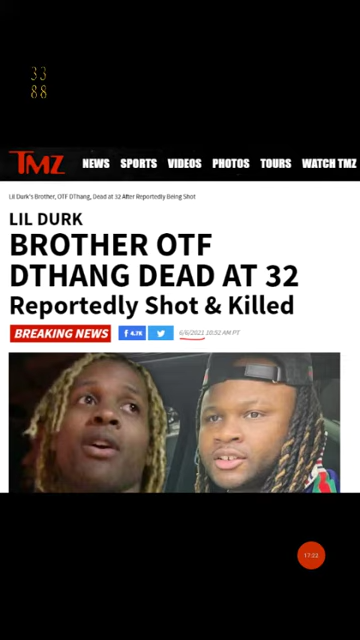 33
88
TMZ NEWS SPORTS VIDEOS PHOTOS TOURS WATCH TMZ
Lil Durk's Brother, OTF DThang, Dead at 32 After Reportedly Being Shot
LIL DURK
BROTHER OTF
DTHANG DEAD AT 32
Reportedly Shot & Killed
BREAKING NEWS f 4.7K 6/6/2021 10:52 AM PT
17:22